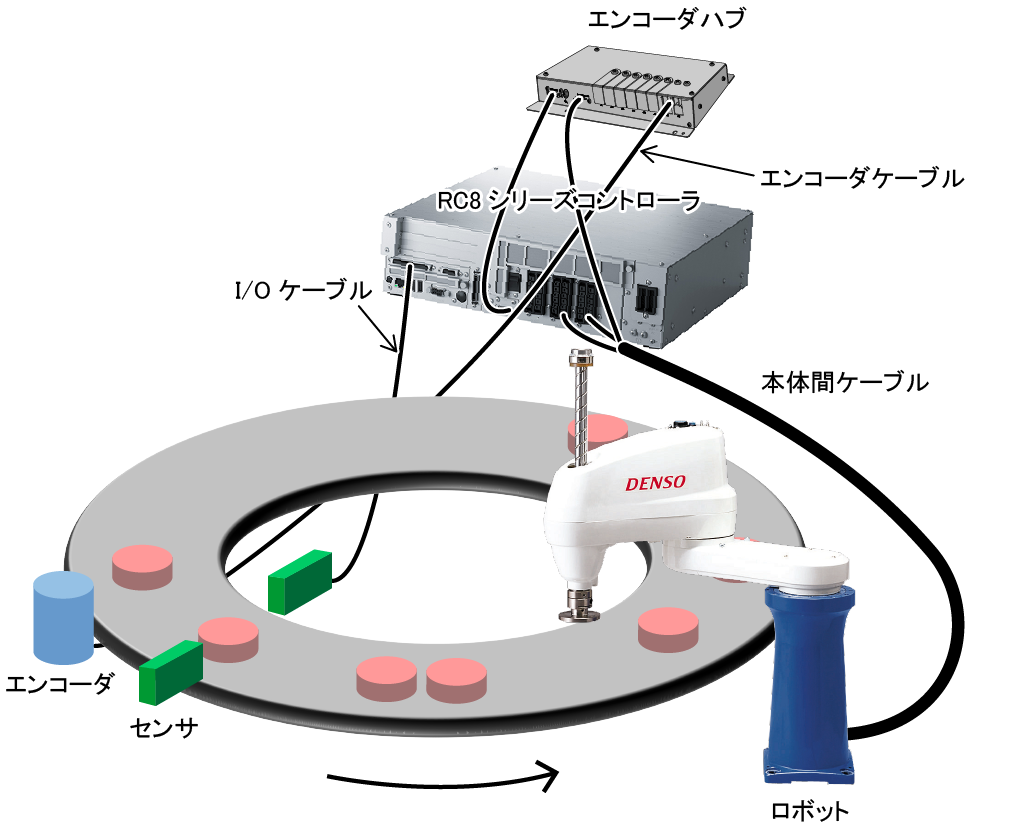 エンコーダハブ
エンコーダケーブル
RC8 シリーズコントローラ
I/O ケーブル
本体間ケーブル
DENSO
エンコーダ
センサ
ロボット